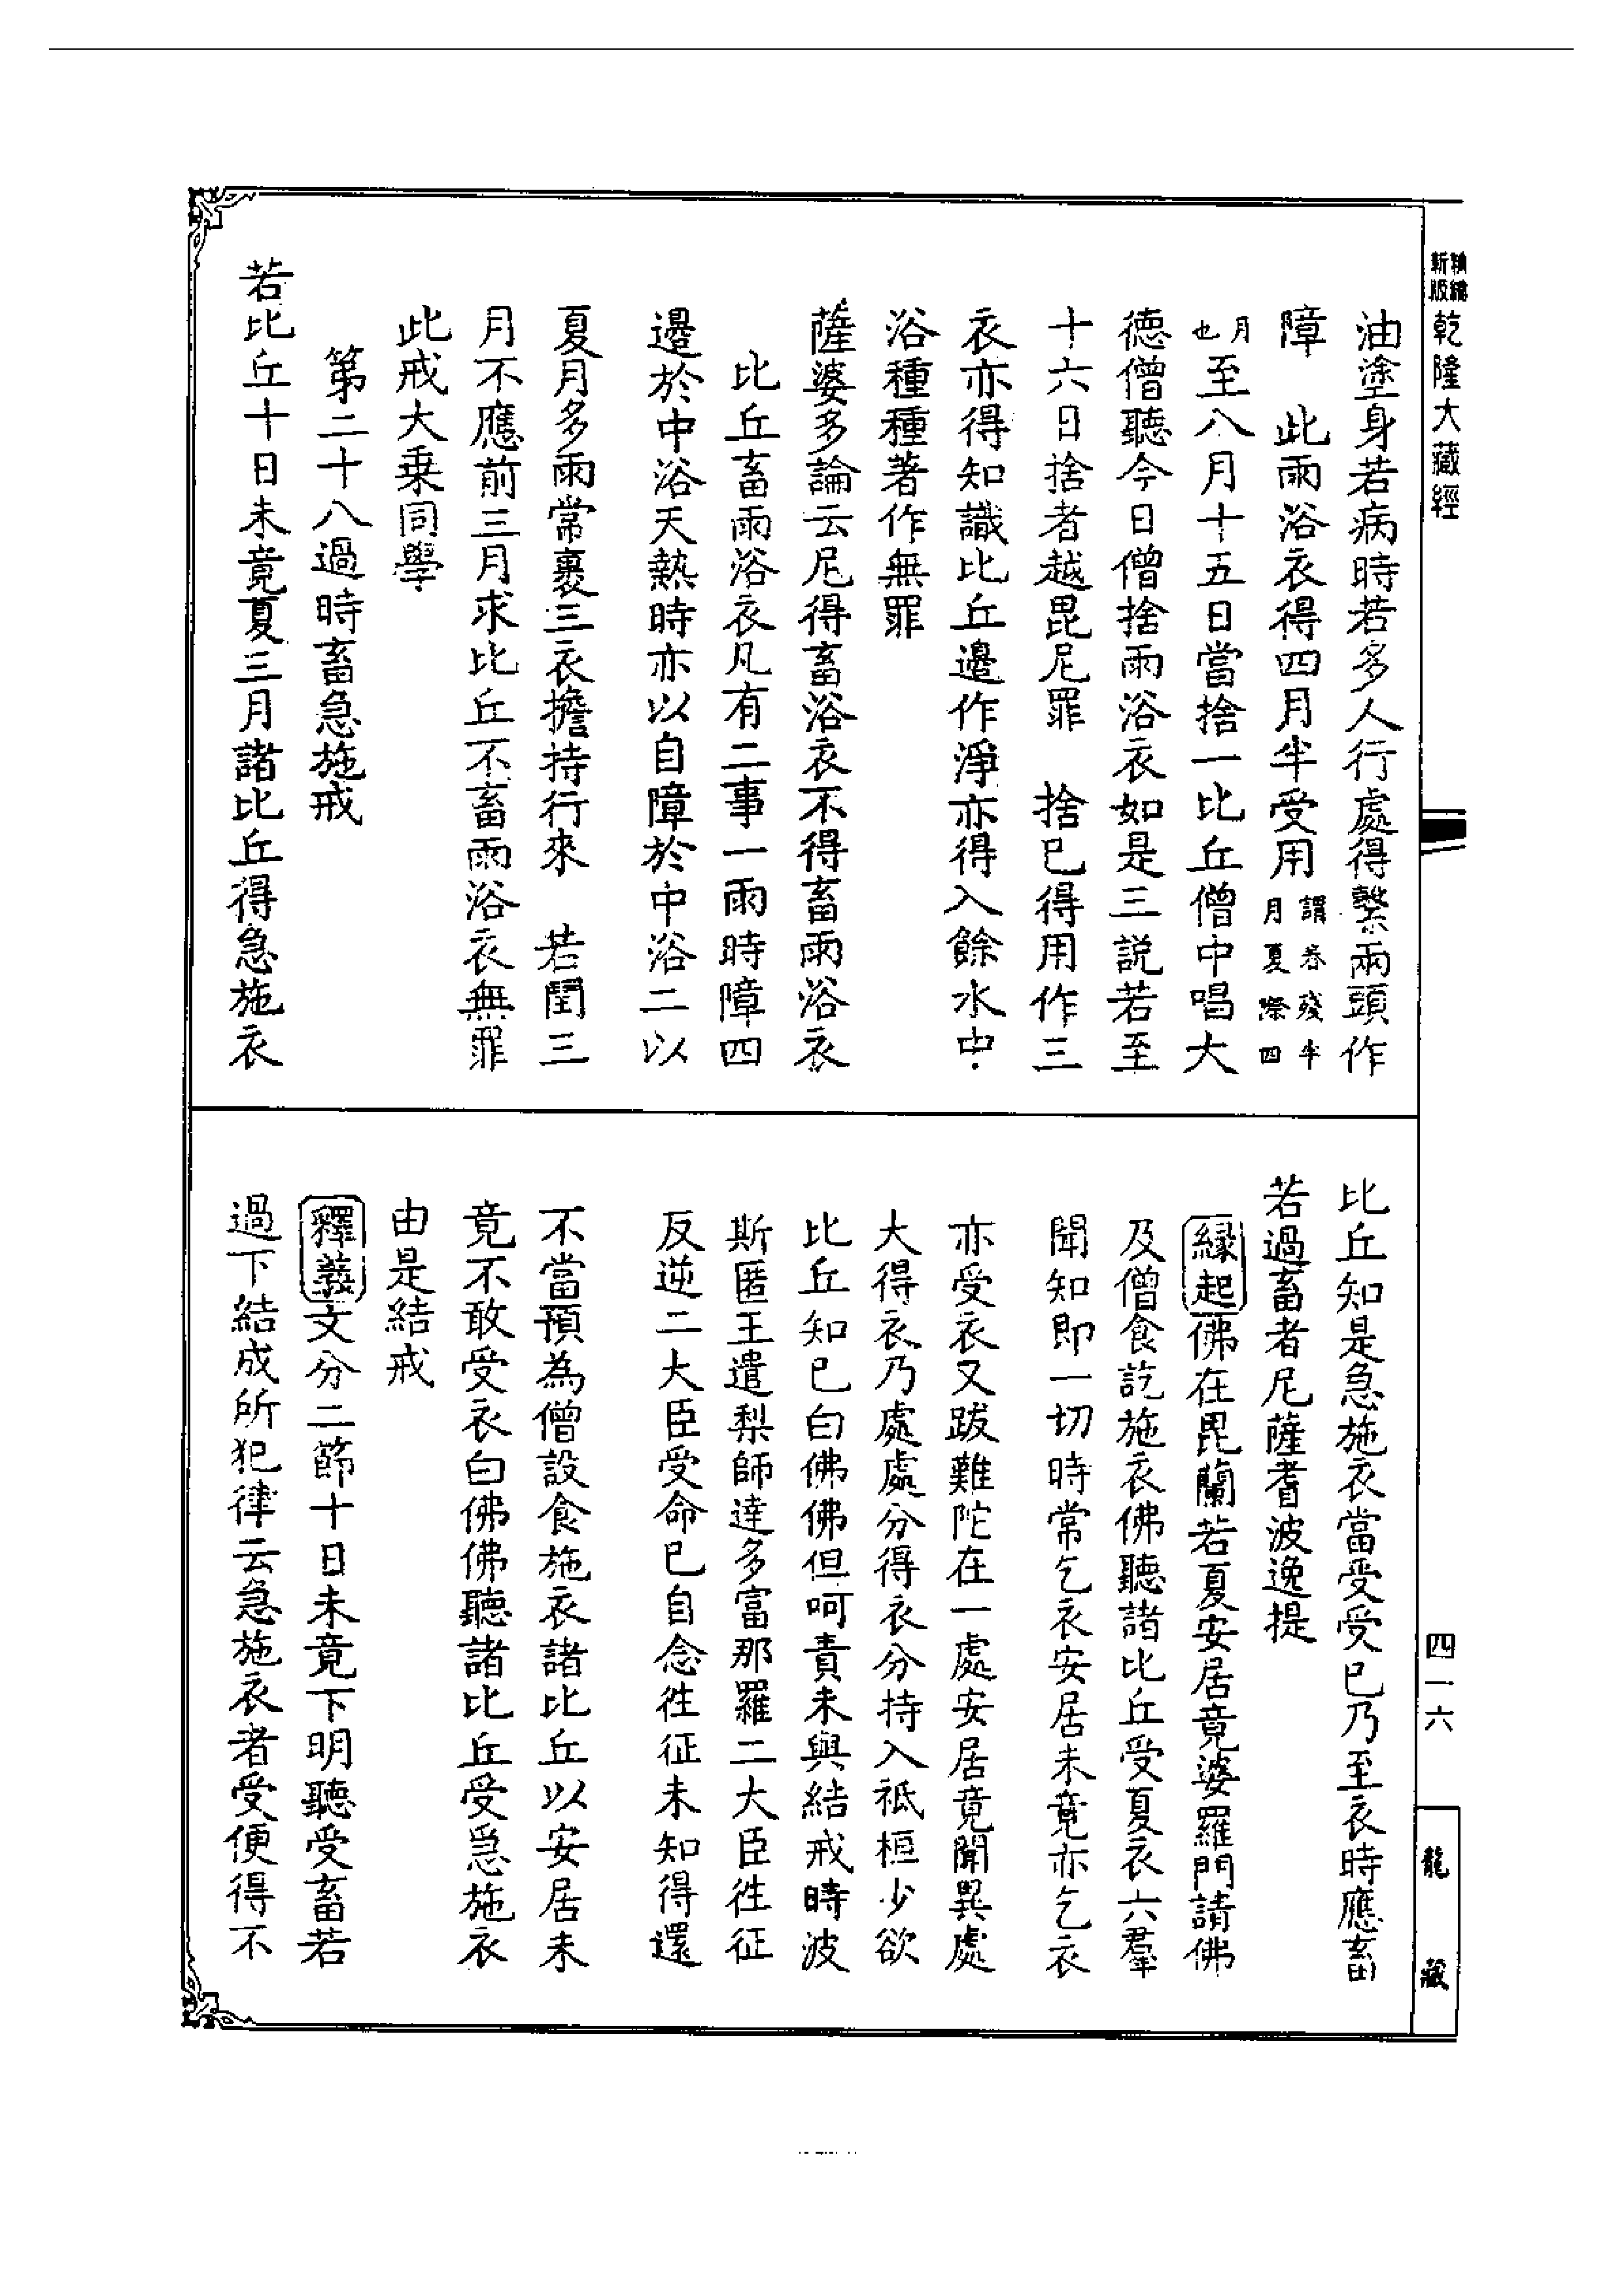 精縮
新版
乾隆大藏經
油塗身若病時若多人行處得繫兩頭作
障　此雨浴衣得四月半受用謂春殘半月夏際四
月也至八月十五日當捨一比丘僧中唱大
德僧聽今日僧捨雨浴衣如是三説若至
十六日捨者越毘尼罪　捨已得用作三
衣亦得知識比丘邊作淨亦得入餘水中
浴種種著作無罪
薩婆多論云尼得畜浴衣不得畜雨浴衣
比丘畜雨浴衣凡有二事一雨時障四
邊於中浴天熱時亦以自障於中浴二以
夏月多雨常裹三衣擔持行來　若閏三
月不應前三月求比丘不畜雨浴衣無罪
此戒大乘同學
第二十八過時畜急施戒
若比丘十日未竟夏三月諸比丘得急施衣
比丘知是急施衣當受受已乃至衣時應畜
若過畜者尼薩耆波逸提
緣起佛在毘蘭若夏安居竟婆羅門請佛
及僧食訖施衣佛聽諸比丘受夏衣六羣
聞知即一切時常乞衣安居未竟亦乞衣
亦受衣又跋難陀在一處安居竟聞異處
大得衣乃處處分得衣分持入祇桓少欲
比丘知已白佛佛但呵責未與結戒時波
斯匿王遣梨師達多富那羅二大臣徃征
反逆二大臣受命已自念徃征未知得還
不當預為僧設食施衣諸比丘以安居未
竟不敢受衣白佛佛聽諸比丘受急施衣
由是結戒
釋義文分二節十日未竟下明聽受畜若
過下結成所犯律云急施衣者受便得不
四一六
龍藏